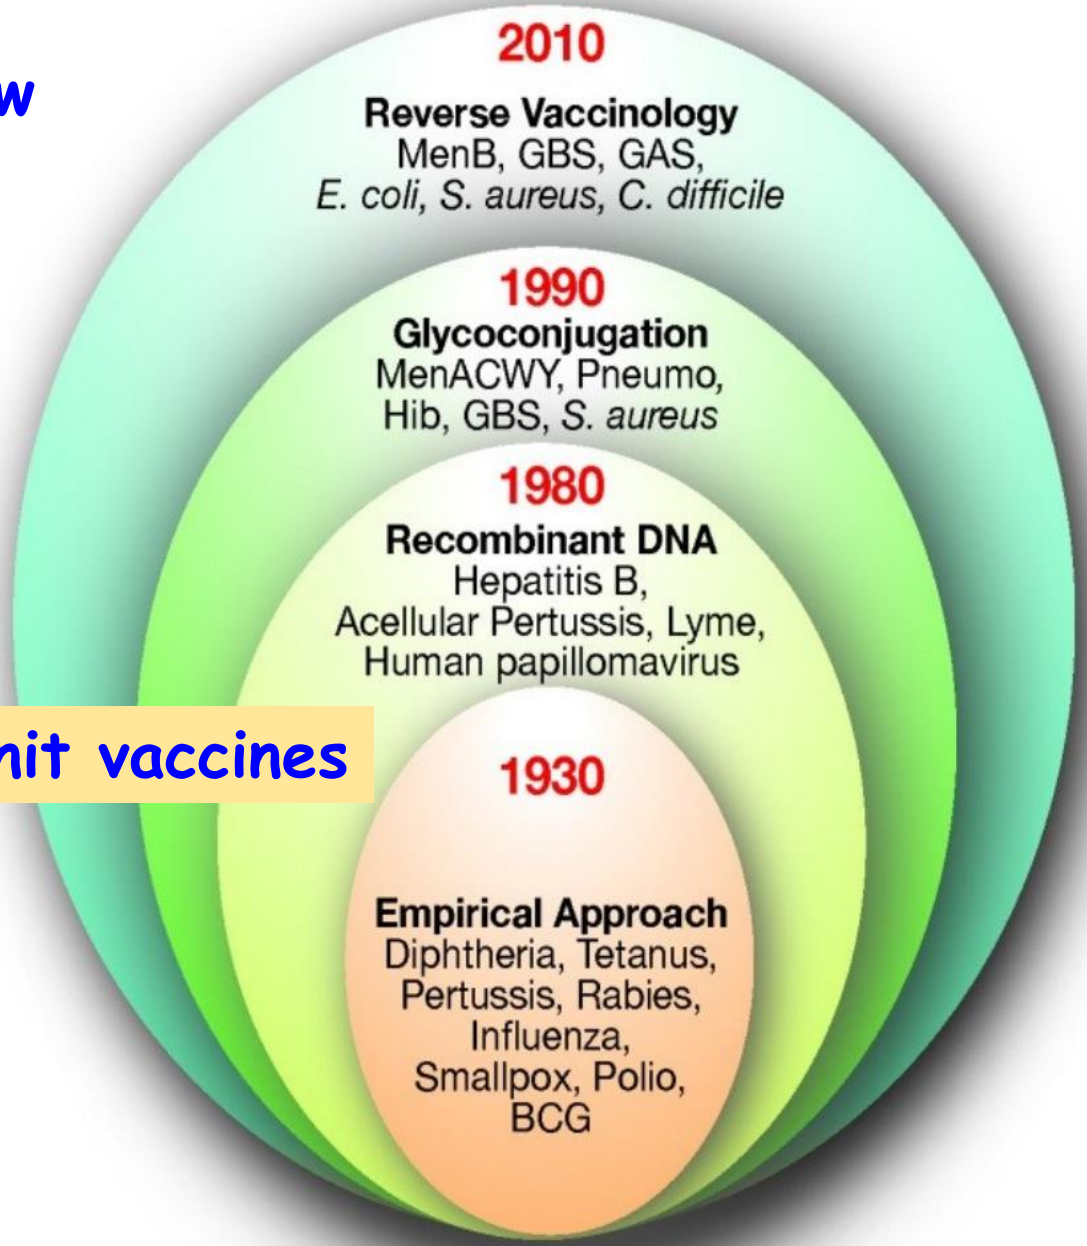 2010
Reverse Vaccinology
MenB, GBS, GAS,
E. coli, S. aureus, C. difficile
1990
Glycoconjugation
MenACWY, Pneumo,
Hib, GBS, S. aureus
1980
Recombinant DNA
Hepatitis B,
Acellular Pertussis, Lyme,
Human papillomavirus
vaccines
1930
Empirical Approach
Diphtheria, Tetanus,
Pertussis, Rabies,
Influenza,
Smallpox, Polio,
BCG